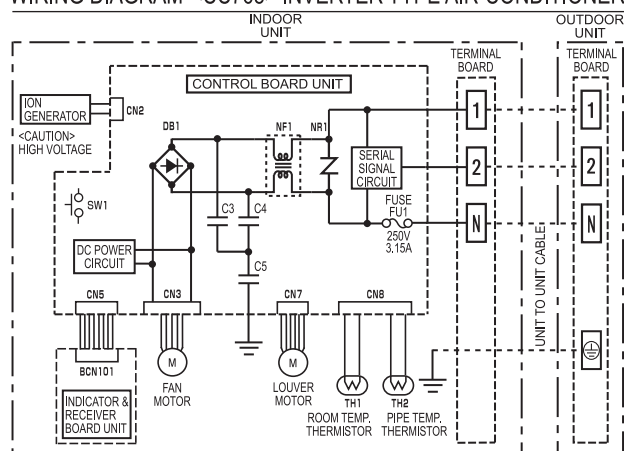 INDOOR
UNIT
OUTDOOR
UNIT
TERMINAL
BOARD
TERMINAL
BOARD
CONTROL BOARD UNIT
ION
GENERATOR
CN2
<CAUTION>
HIGH VOLTAGE
DB1
NF1
NR1
1
1
SERIAL
SIGNAL
CIRCUIT
2
2
SW1
C3
C4
FUSE
FU1
250V
3.15A
N
N
DC POWER
CIRCUIT
C5
UNIT TO UNIT CABLE
CN5
CN3
CN7
CN8
BCN101
M
M
INDICATOR &
RECEIVER
BOARD UNIT
FAN
MOTOR
LOUVER
MOTOR
TH1
TH2
ROOM TEMP.
THERMISTOR
PIPE TEMP.
THERMISTOR